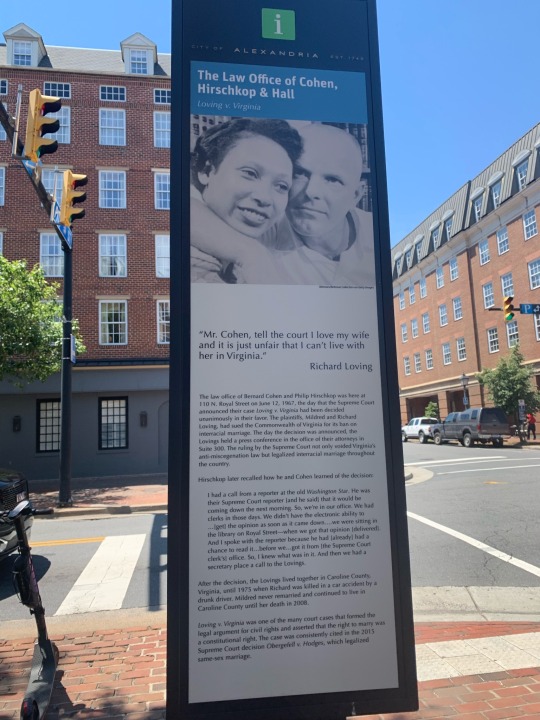 i
CITY OF ALEXANDRIA EST. 1749
The Law Office of Cohen,
Hirschkop & Hall
Loving v. Virginia
"Mr. Cohen, tell the court I love my wife
and it is just unfair that I can't live with
her in Virginia."
Richard Loving
The law office of Bernard Cohen and Philip Hirschkop was here at
110 N. Royal Street on June 12, 1967, the day that the Supreme Court
announced their case Loving v. Virginia had been decided
unanimously in their favor. The plaintiffs, Mildred and Richard
Loving, had sued the Commonwealth of Virginia for its ban on
interracial marriage. The day the decision was announced, the
Lovings held a press conference in the office of their attorneys in
Suite 300. The ruling by the Supreme Court not only voided Virginia's
anti-miscegenation law but legalized interracial marriage throughout
the country.
Hirschkop later recalled how he and Cohen learned of the decision:
I had a call from a reporter at the old Washington Star. He was
their Supreme Court reporter [and he said] that it would be
coming down the next morning. So, we're in our office. We had
clerks in those days. We didn't have the electronic ability to
...[get] the opinion as soon as it came down...we were sitting in
the library on Royal Street—where we got that opinion [delivered].
And I spoke with the reporter because he had [already] had a
chance to read it...before we...got it from [the Supreme Court
clerk's] office. So, I knew what was in it. And then we had a
secretary place a call to the Lovings.
After the decision, the Lovings lived together in Caroline County,
Virginia, until 1975 when Richard was killed in a car accident by a
drunk driver. Mildred never remarried and continued to live in
Caroline County until her death in 2008.
Loving v. Virginia was one of the many court cases that formed the
legal argument for civil rights and asserted that the right to marry was
a constitutional right. The case was consistently cited in the 2015
Supreme Court decision Obergefell v. Hodges, which legalized
same-sex marriage.
P